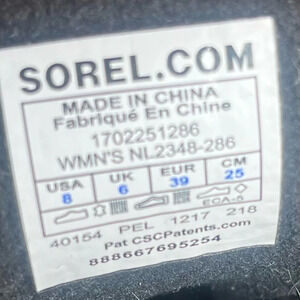 SOREL.COM
MADE IN CHINA
Fabriqué En Chine
1702251286
WMN'S NL2348-286
USA UK EUR CM
8 6 39 25
ECA-5
40154 PEL 1217 218
Pat CSCPatents.com
888667695254